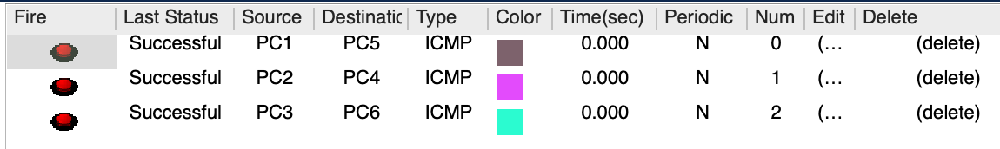 Fire Last Status Source Destinatic Type Color Time(sec) Periodic Num Edit Delete
Successful PC1 PC5 ICMP 0.000 N 0 (... (delete)
Successful PC2 PC4 ICMP 0.000 N 1 (... (delete)
Successful PC3 PC6 ICMP 0.000 N 2 (... (delete)